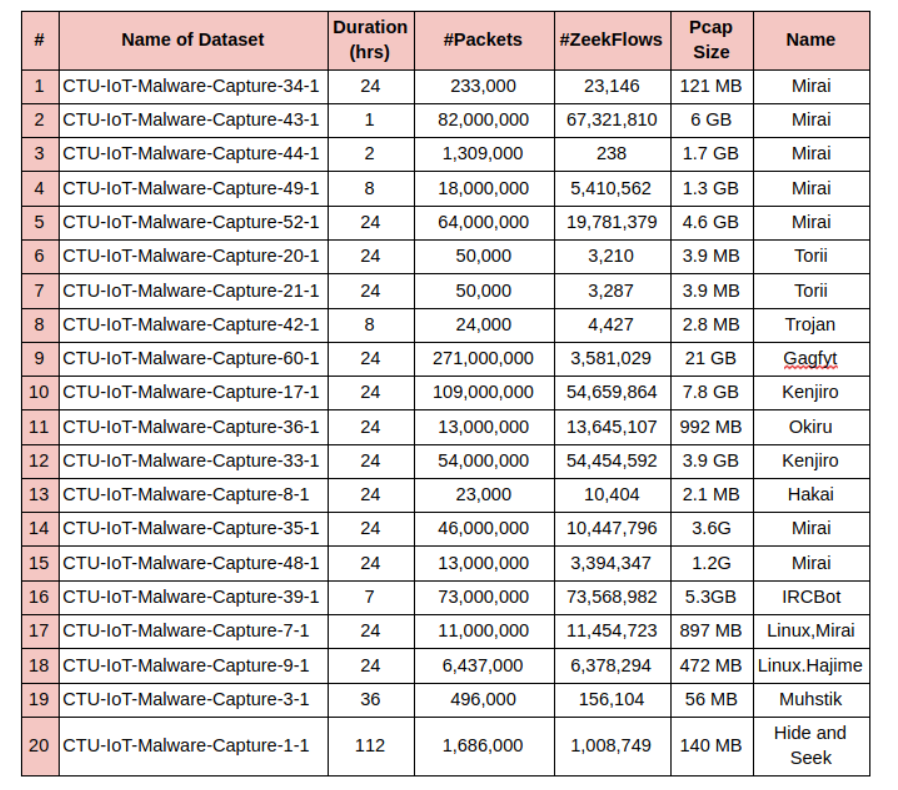 # Name of Dataset Duration (hrs) #Packets #ZeekFlows Pcap Size Name
1 CTU-IoT-Malware-Capture-34-1 24 233,000 23,146 121 MB Mirai
2 CTU-IoT-Malware-Capture-43-1 1 82,000,000 67,321,810 6 GB Mirai
3 CTU-IoT-Malware-Capture-44-1 2 1,309,000 238 1.7 GB Mirai
4 CTU-IoT-Malware-Capture-49-1 8 18,000,000 5,410,562 1.3 GB Mirai
5 CTU-IoT-Malware-Capture-52-1 24 64,000,000 19,781,379 4.6 GB Mirai
6 CTU-IoT-Malware-Capture-20-1 24 50,000 3,210 3.9 MB Torii
7 CTU-IoT-Malware-Capture-21-1 24 50,000 3,287 3.9 MB Torii
8 CTU-IoT-Malware-Capture-42-1 8 24,000 4,427 2.8 MB Trojan
9 CTU-IoT-Malware-Capture-60-1 24 271,000,000 3,581,029 21 GB Gagfyt
10 CTU-IoT-Malware-Capture-17-1 24 109,000,000 54,659,864 7.8 GB Kenjiro
11 CTU-IoT-Malware-Capture-36-1 24 13,000,000 13,645,107 992 MB Okiru
12 CTU-IoT-Malware-Capture-33-1 24 54,000,000 54,454,592 3.9 GB Kenjiro
13 CTU-IoT-Malware-Capture-8-1 24 23,000 10,404 2.1 MB Hakai
14 CTU-IoT-Malware-Capture-35-1 24 46,000,000 10,447,796 3.6G Mirai
15 CTU-IoT-Malware-Capture-48-1 24 13,000,000 3,394,347 1.2G Mirai
16 CTU-IoT-Malware-Capture-39-1 7 73,000,000 73,568,982 5.3GB IRCBot
17 CTU-IoT-Malware-Capture-7-1 24 11,000,000 11,454,723 897 MB Linux,Mirai
18 CTU-IoT-Malware-Capture-9-1 24 6,437,000 6,378,294 472 MB Linux.Hajime
19 CTU-IoT-Malware-Capture-3-1 36 496,000 156,104 56 MB Muhstik
20 CTU-IoT-Malware-Capture-1-1 112 1,686,000 1,008,749 140 MB Hide and Seek